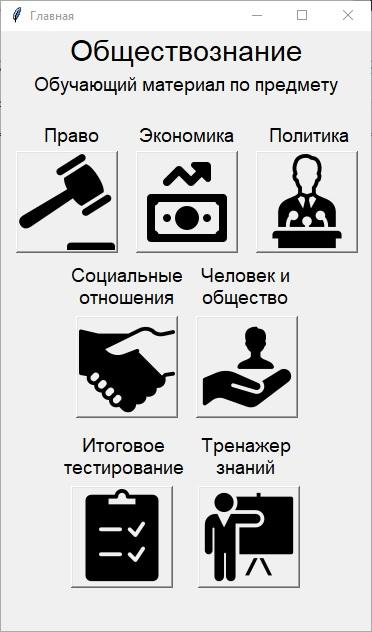 Главная
Обществознание
Обучающий материал по предмету
Право
Экономика
Политика
Социальные
отношения
Человек и
общество
Итоговое
тестирование
Тренажер
знаний